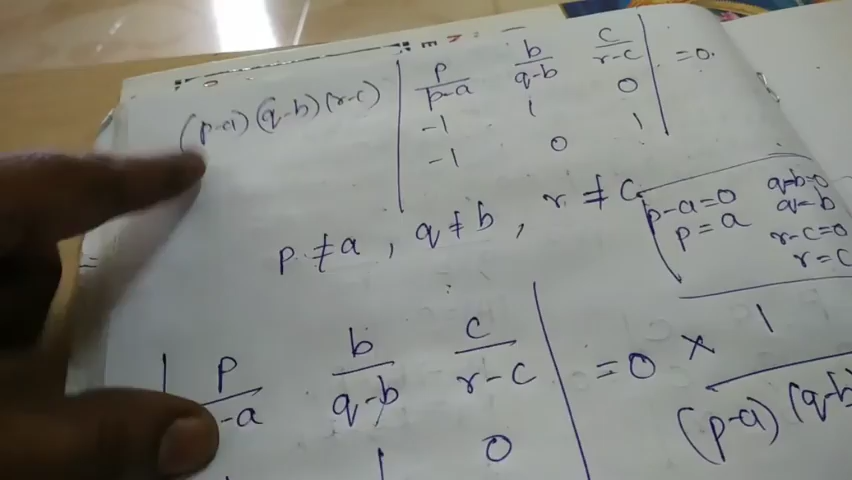 (p-a) (q-b) (r-c) | p/(p-a) b/(q-b) c/(r-c) | = 0.
-1 1 0
-1 0 1
p ≠ a , q ≠ b , r ≠ c
p-a=0 q-b=0
p = a q=b
r-c=0
r=c
| p/-a b/(q-b) c/(r-c) | = 0 × 1/(p-a) (q-b)
1 0